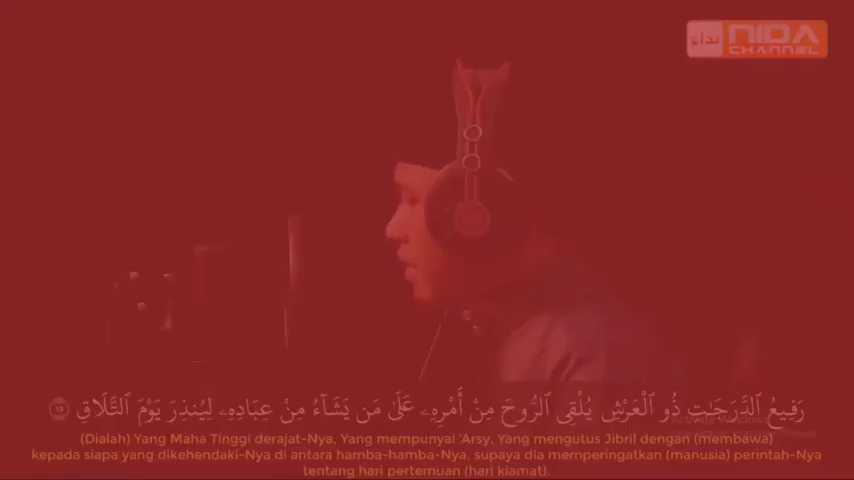 نداء NIDA
CHANNEL
رَفِيعُ ٱلدَّرَجَـٰتِ ذُو ٱلْعَرْشِ يُلْقِى ٱلرُّوحَ مِنْ أَمْرِهِۦ عَلَىٰ مَن يَشَآءُ مِنْ عِبَادِهِۦ لِيُنذِرَ يَوْمَ ٱلتَّلَاقِ ١٥
(Dialah) Yang Maha Tinggi derajat-Nya, Yang mempunyai 'Arsy, Yang mengutus Jibril dengan (membawa)
kepada siapa yang dikehendaki-Nya di antara hamba-hamba-Nya, supaya dia memperingatkan (manusia) perintah-Nya
tentang hari pertemuan (hari kiamat).